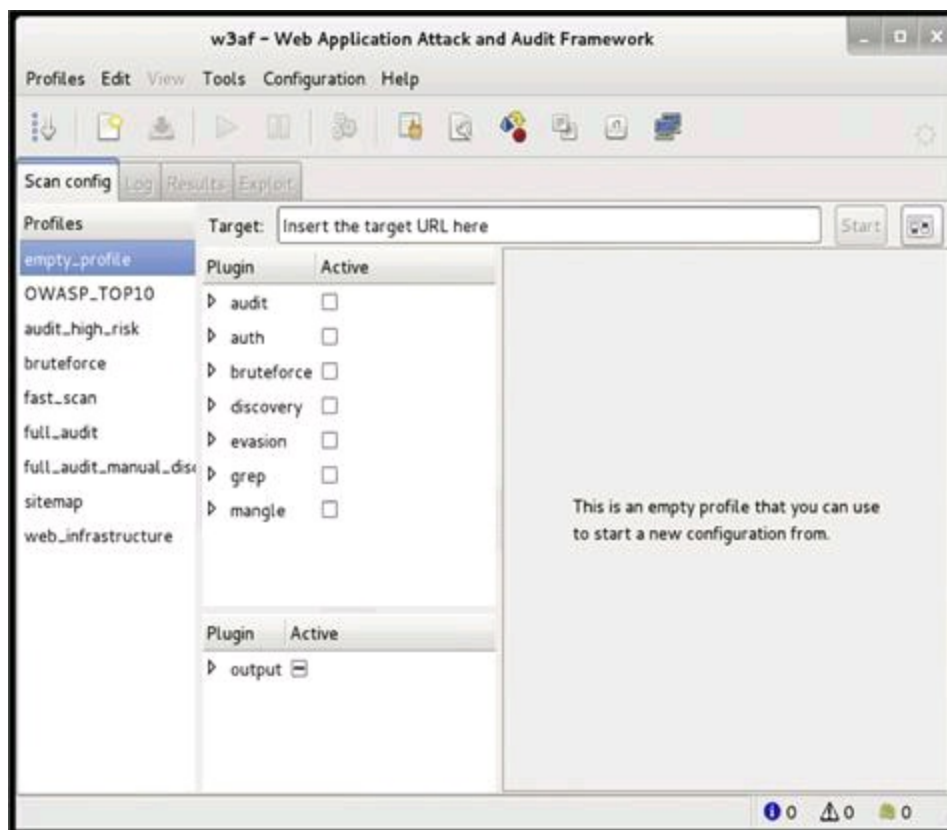 w3af - Web Application Attack and Audit Framework
Profiles Edit View Tools Configuration Help
Scan config Log Results Exploit
Profiles
empty_profile
OWASP_TOP10
audit_high_risk
bruteforce
fast_scan
full_audit
full_audit_manual_disc
sitemap
web_infrastructure
Target: Insert the target URL here Start
Plugin Active
audit
auth
bruteforce
discovery
evasion
grep
mangle
Plugin Active
output
This is an empty profile that you can use
to start a new configuration from.
0 0 0